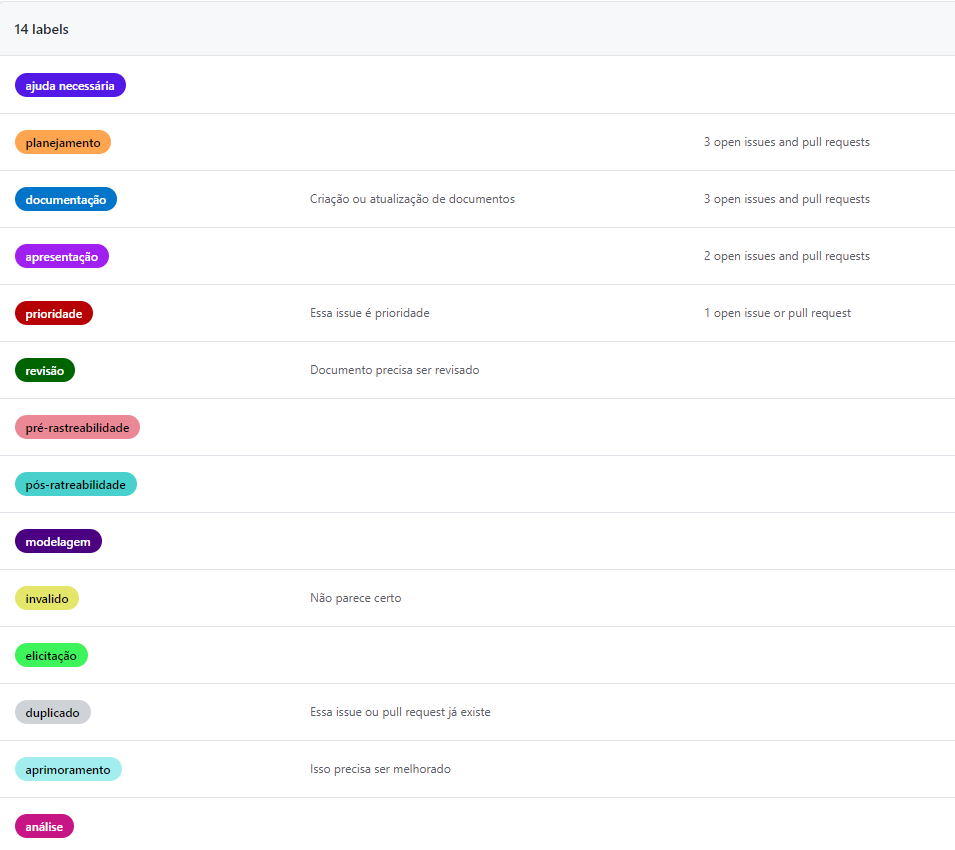 14 labels
ajuda necessária
planejamento 3 open issues and pull requests
documentação Criação ou atualização de documentos 3 open issues and pull requests
apresentação 2 open issues and pull requests
prioridade Essa issue é prioridade 1 open issue or pull request
revisão Documento precisa ser revisado
pré-rastreabilidade
pós-ratreabilidade
modelagem
invalido Não parece certo
elicitação
duplicado Essa issue ou pull request já existe
aprimoramento Isso precisa ser melhorado
análise